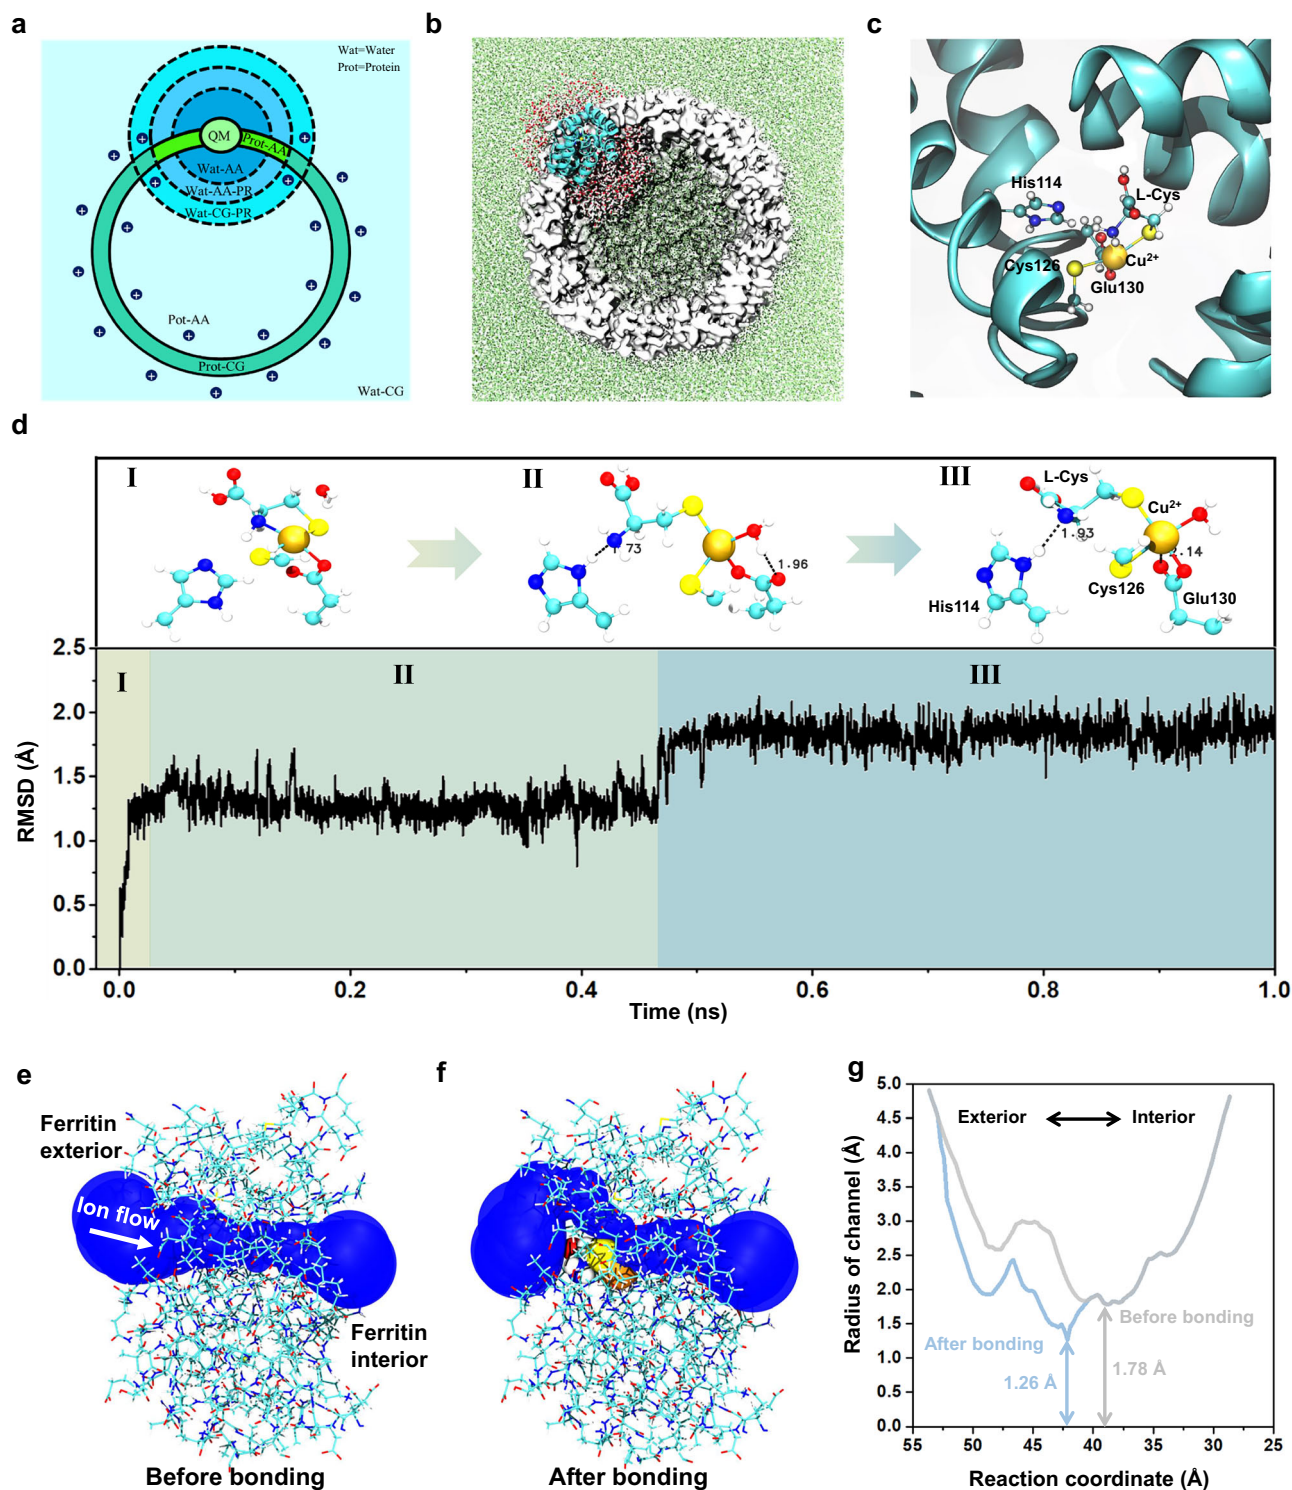 a
Wat=Water
Prot=Protein
QM
Prot-AA
Wat-AA
Wat-AA-PR
Wat-CG-PR
Pot-AA
Prot-CG
Wat-CG
b
c
His114
L-Cys
Cys126
Cu²⁺
Glu130
d
I
II
III
73
1.96
L-Cys
Cu²⁺
1.93
.14
Cys126
His114
Glu130
I
II
III
RMSD (Å)
2.5
2.0
1.5
1.0
0.5
0.0
0.0 0.2 0.4 0.6 0.8 1.0
Time (ns)
e
Ferritin
exterior
Ion flow
Ferritin
interior
Before bonding
f
After bonding
g
Radius of channel (Å)
5.0
4.5
4.0
3.5
3.0
2.5
2.0
1.5
1.0
0.5
0.0
Exterior
Interior
Before bonding
After bonding
1.26 Å
1.78 Å
55 50 45 40 35 30 25
Reaction coordinate (Å)